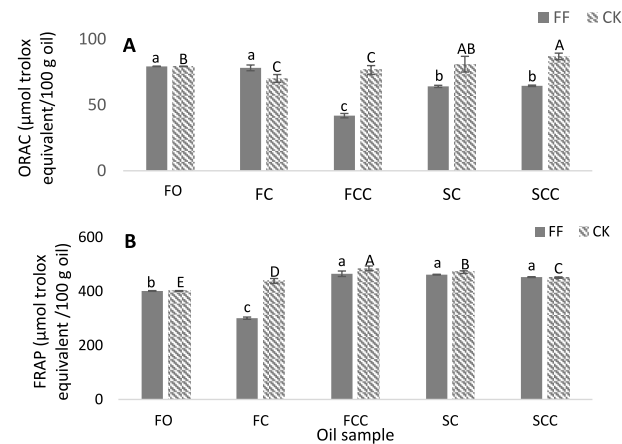 FF CK
A
100
50
0
ORAC (µmol trolox
equivalent/100 g oil)
a B a C c C b AB b A
FO FC FCC SC SCC
FF CK
B
600
400
200
0
FRAP (µmol trolox
equivalent /100 g oil)
b E c D a A a B a C
FO FC FCC SC SCC
Oil sample